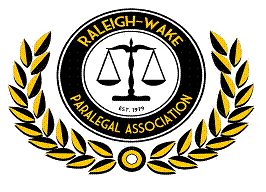 RALEIGH-WAKE
EST. 1979
PARALEGAL ASSOCIATION